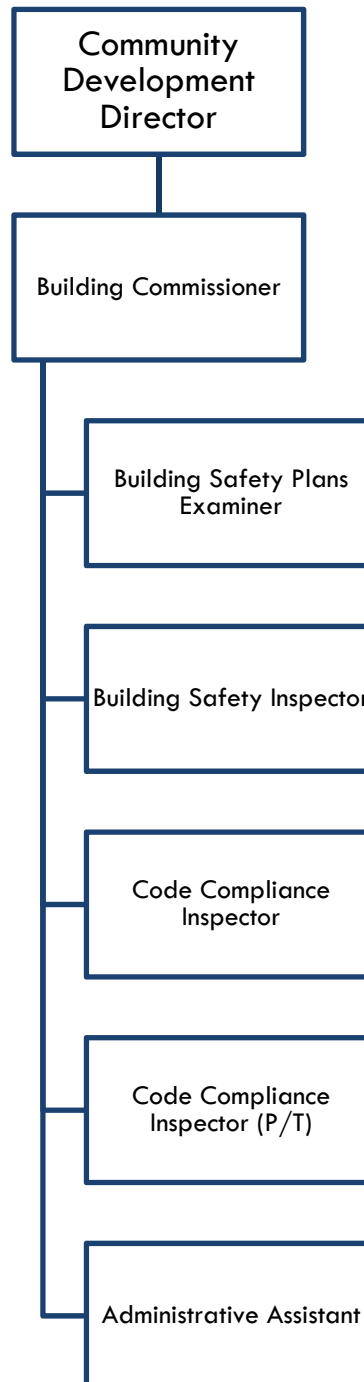 Community
Development
Director
Building Commissioner
Building Safety Plans
Examiner
Building Safety Inspector
Code Compliance
Inspector
Code Compliance
Inspector (P/T)
Administrative Assistant